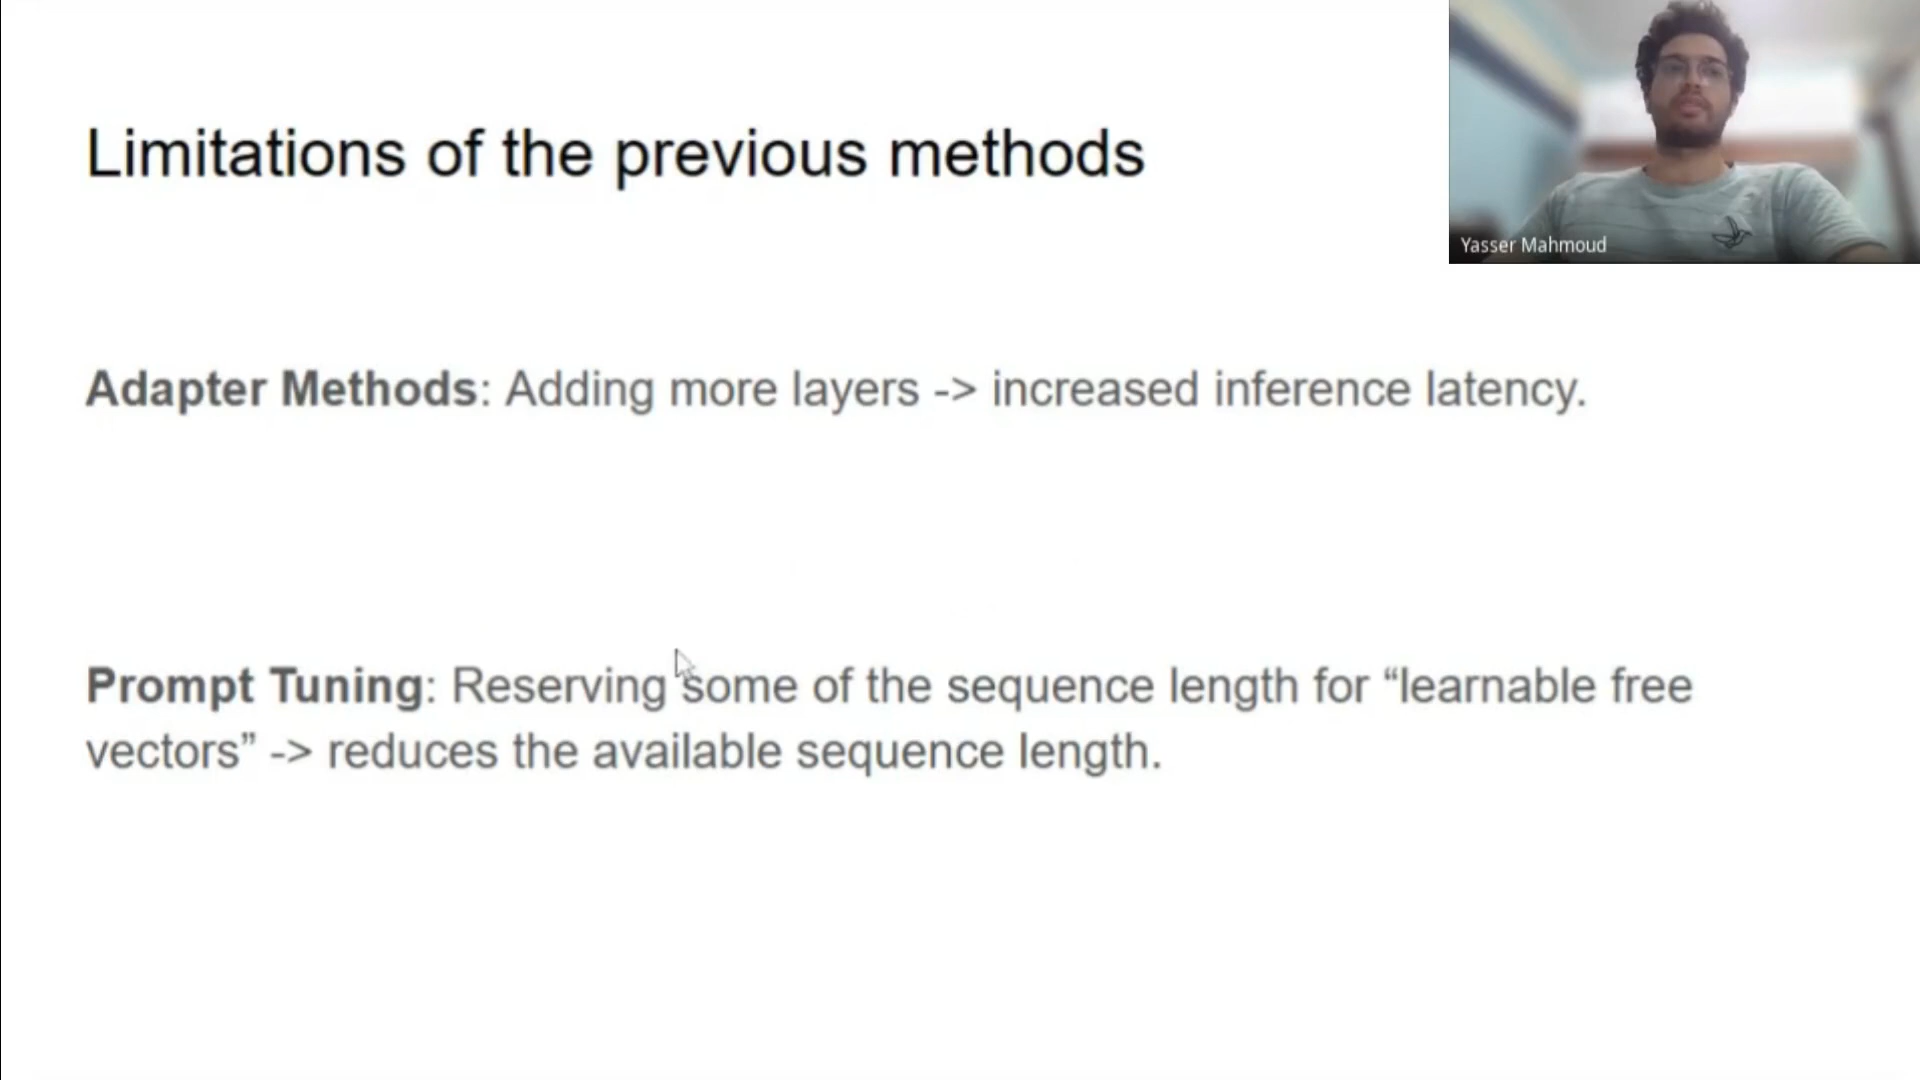 Limitations of the previous methods
Yasser Mahmoud
Adapter Methods: Adding more layers -> increased inference latency.
Prompt Tuning: Reserving some of the sequence length for “learnable free
vectors” -> reduces the available sequence length.